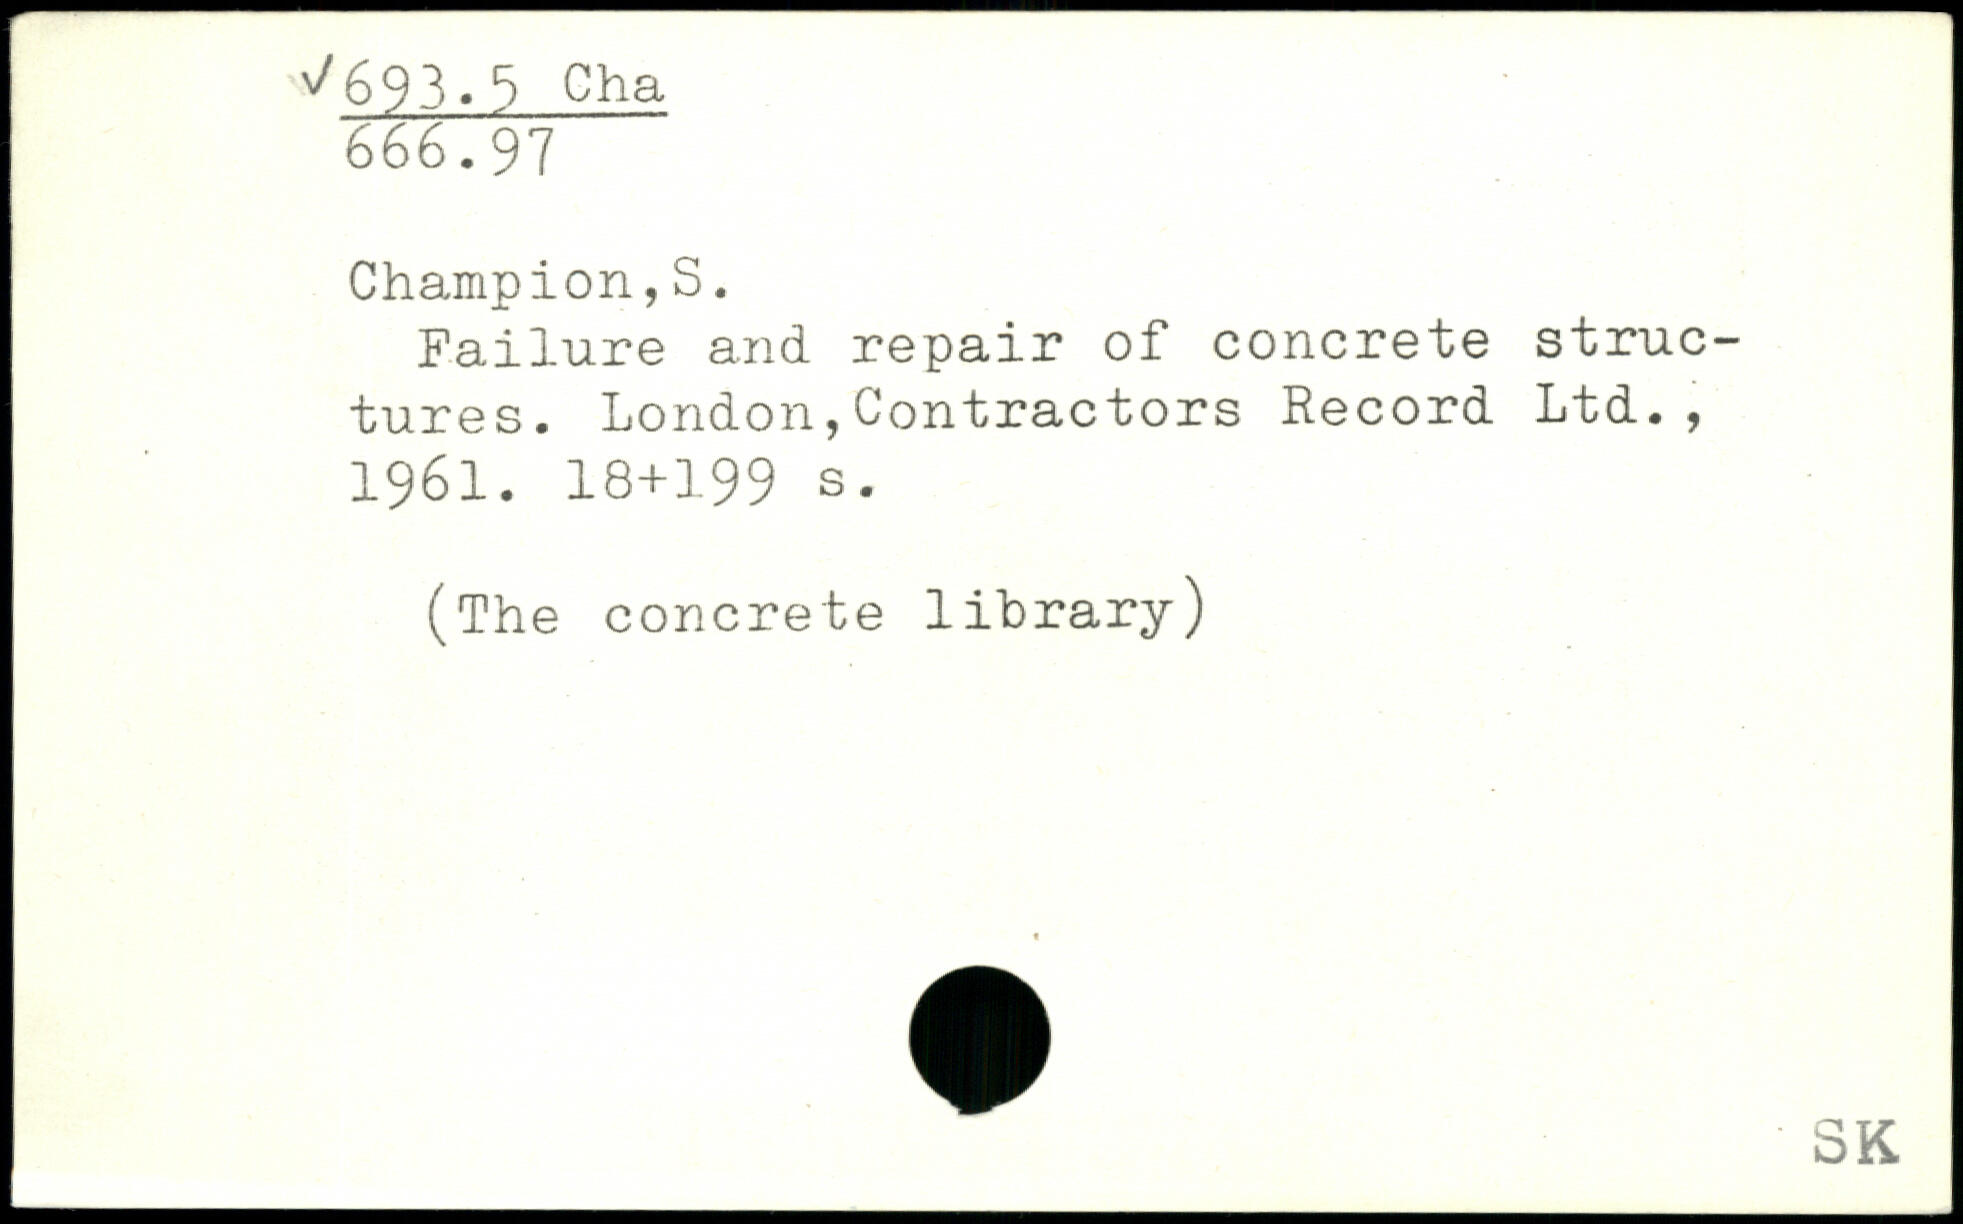 ✓693.5 Cha
666.97
Champion,S.
Failure and repair of concrete struc-
tures. London,Contractors Record Ltd.,
1961. 18+199 s.
(The concrete library)
SK